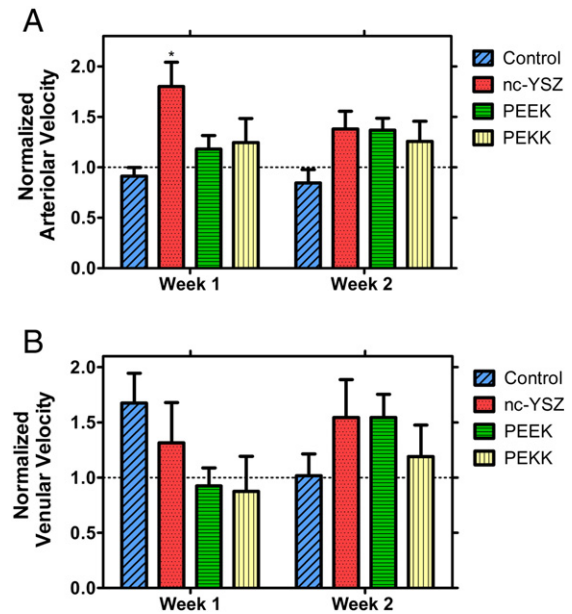 A
Normalized
Arteriolar Velocity
2.0
1.5
1.0
0.5
0.0
*
Week 1
Week 2
Control
nc-YSZ
PEEK
PEKK
B
Normalized
Venular Velocity
2.0
1.5
1.0
0.5
0.0
Week 1
Week 2
Control
nc-YSZ
PEEK
PEKK